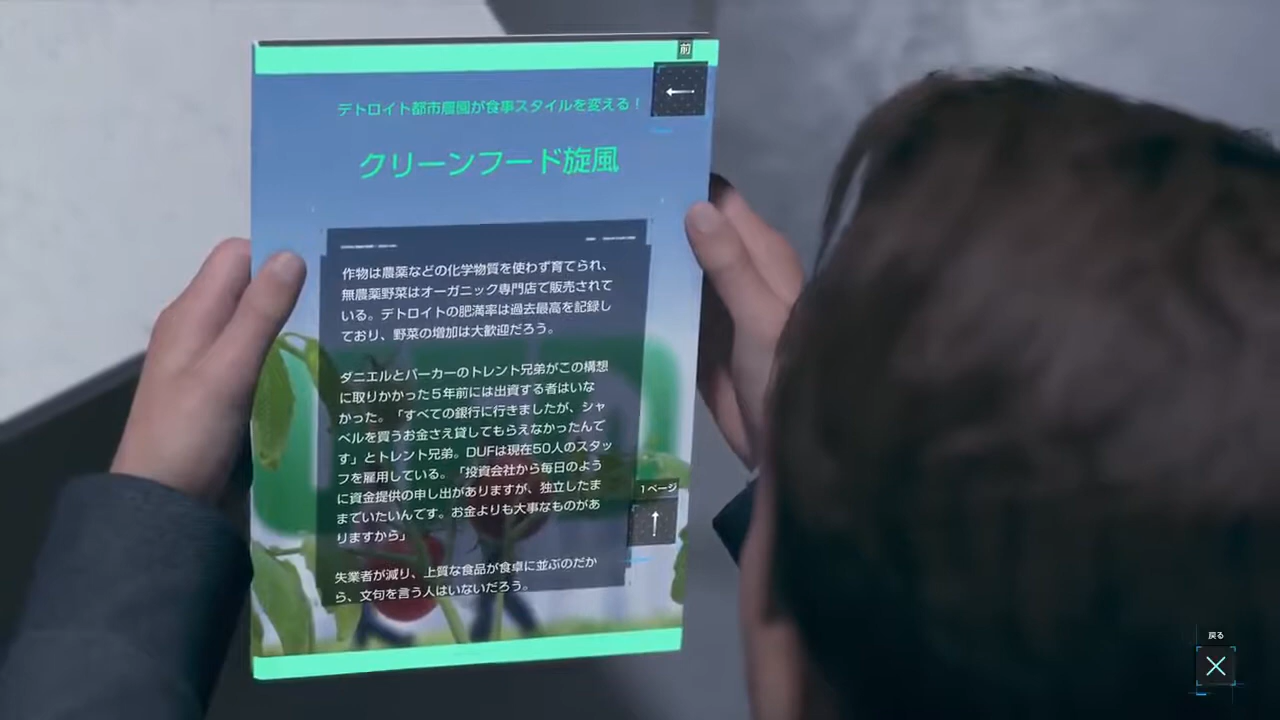 前
デトロイト都市農園が食事スタイルを変える！
クリーンフード旋風
作物は農薬などの化学物質を使わず育てられ、
無農薬野菜はオーガニック専門店で販売されて
いる。デトロイトの肥満率は過去最高を記録し
ており、野菜の増加は大歓迎だろう。
ダニエルとパーカーのトレント兄弟がこの構想
に取りかかった５年前には出資する者はいな
かった。「すべての銀行に行きましたが、シャ
ベルを買うお金さえ貸してもらえなかったんで
す」とトレント兄弟。DUFは現在50人のスタッ
フを雇用している。「投資会社から毎日のよう
に資金提供の申し出がありますが、独立したま
までいたいんです。お金よりも大事なものがあ
りますから」
1ページ
失業者が減り、上質な食品が食卓に並ぶのだか
ら、文句を言う人はいないだろう。
戻る